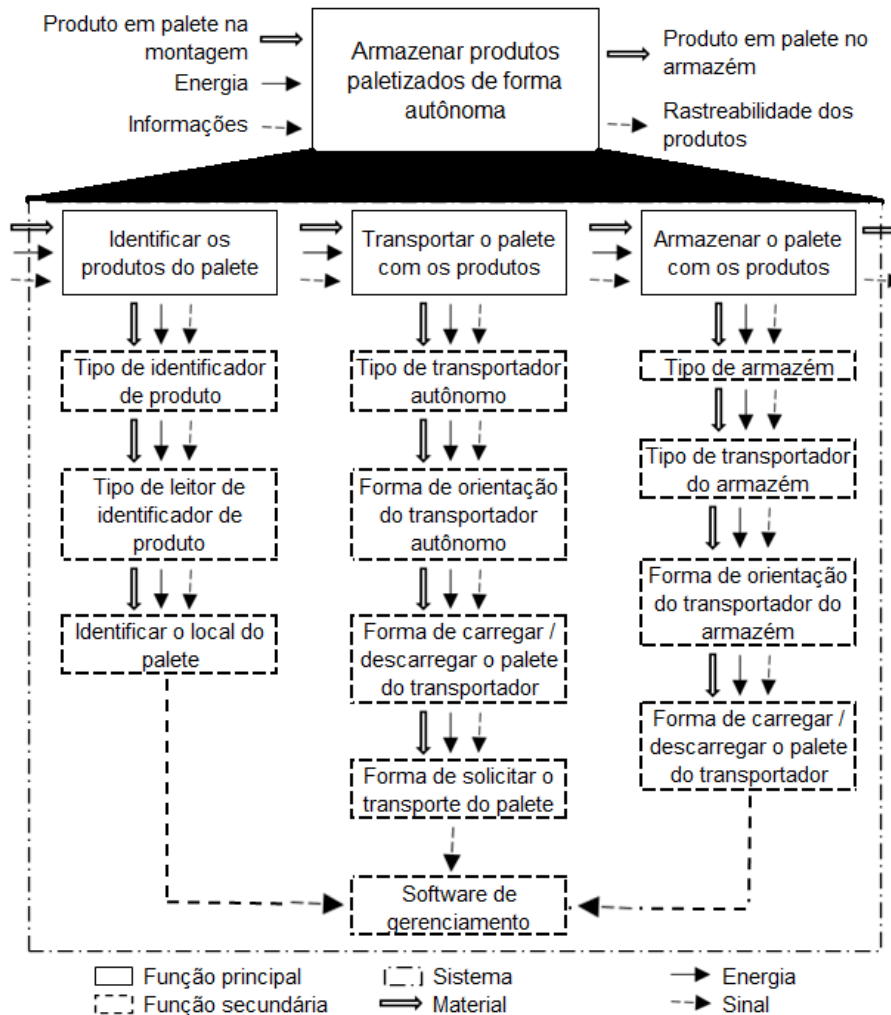 Produto em palete na
montagem
Energia
Informações
Armazenar produtos
paletizados de forma
autônoma
Produto em palete no
armazém
Rastreabilidade dos
produtos
Identificar os
produtos do palete
Transportar o palete
com os produtos
Armazenar o palete
com os produtos
Tipo de identificador
de produto
Tipo de leitor de
identificador de
produto
Identificar o local do
palete
Tipo de transportador
autônomo
Forma de orientação
do transportador
autônomo
Forma de carregar /
descarregar o palete
do transportador
Forma de solicitar o
transporte do palete
Tipo de armazém
Tipo de transportador
do armazém
Forma de orientação
do transportador do
armazém
Forma de carregar /
descarregar o palete
do transportador
Software de
gerenciamento
Função principal
Sistema
Energia
Função secundária
Material
Sinal